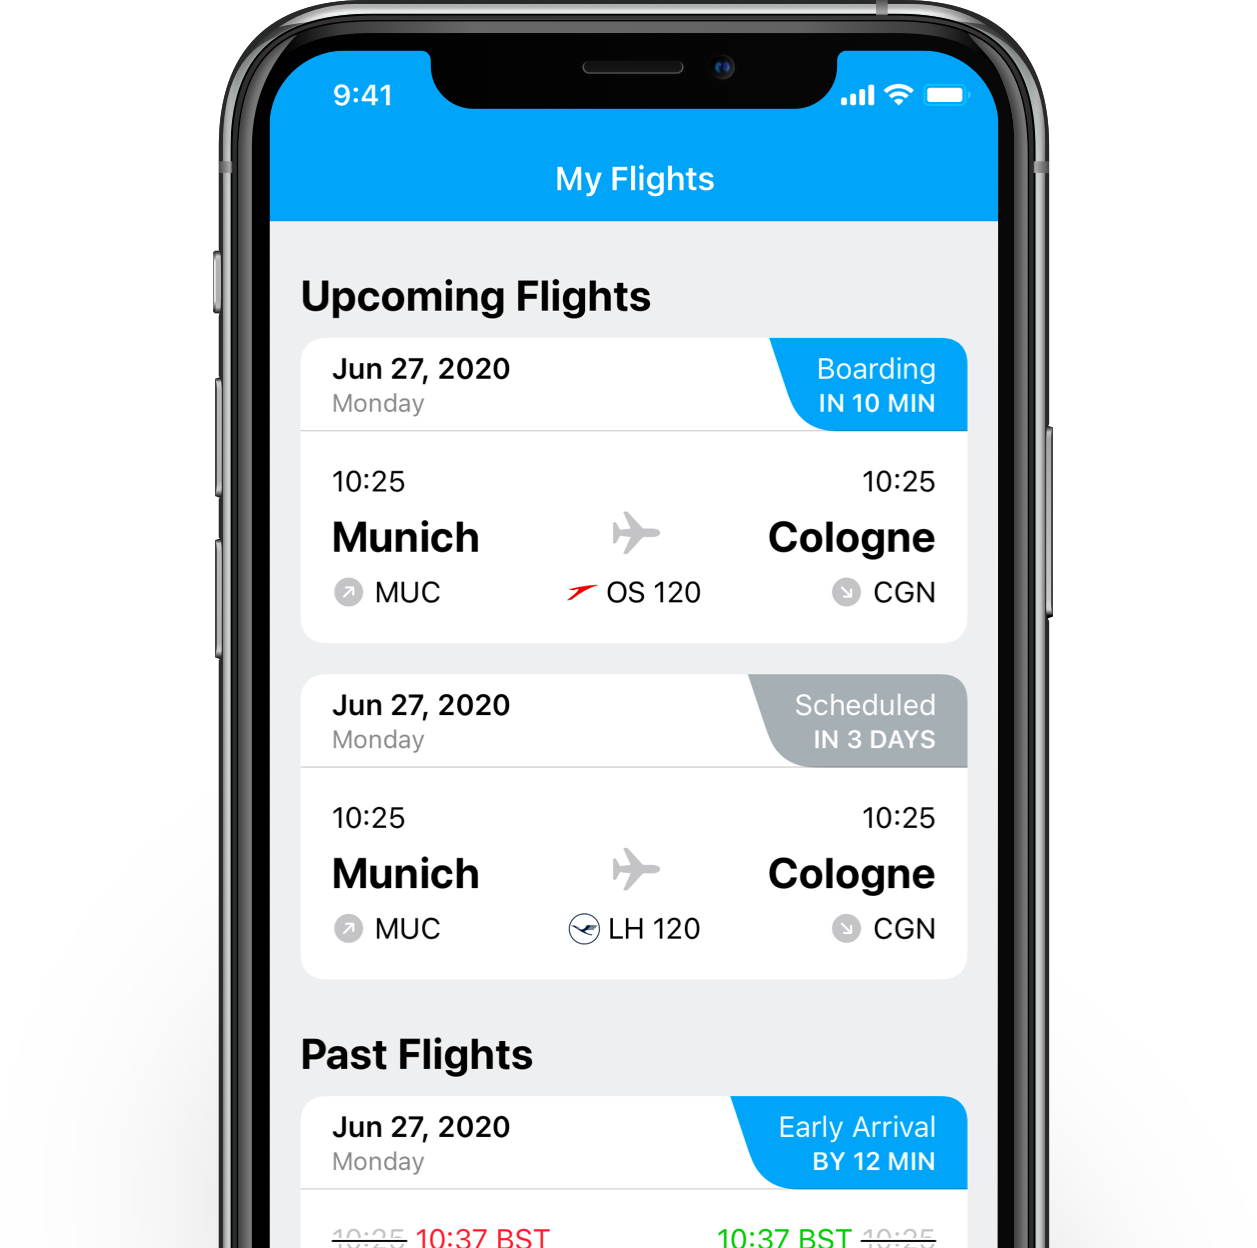 9:41
My Flights
Upcoming Flights
Jun 27, 2020
Monday
Boarding
IN 10 MIN
10:25
10:25
Munich
Cologne
MUC
OS 120
CGN
Jun 27, 2020
Monday
Scheduled
IN 3 DAYS
10:25
10:25
Munich
Cologne
MUC
LH 120
CGN
Past Flights
Jun 27, 2020
Monday
Early Arrival
BY 12 MIN
10:25 10:37 BST
10:37 BST 10:25